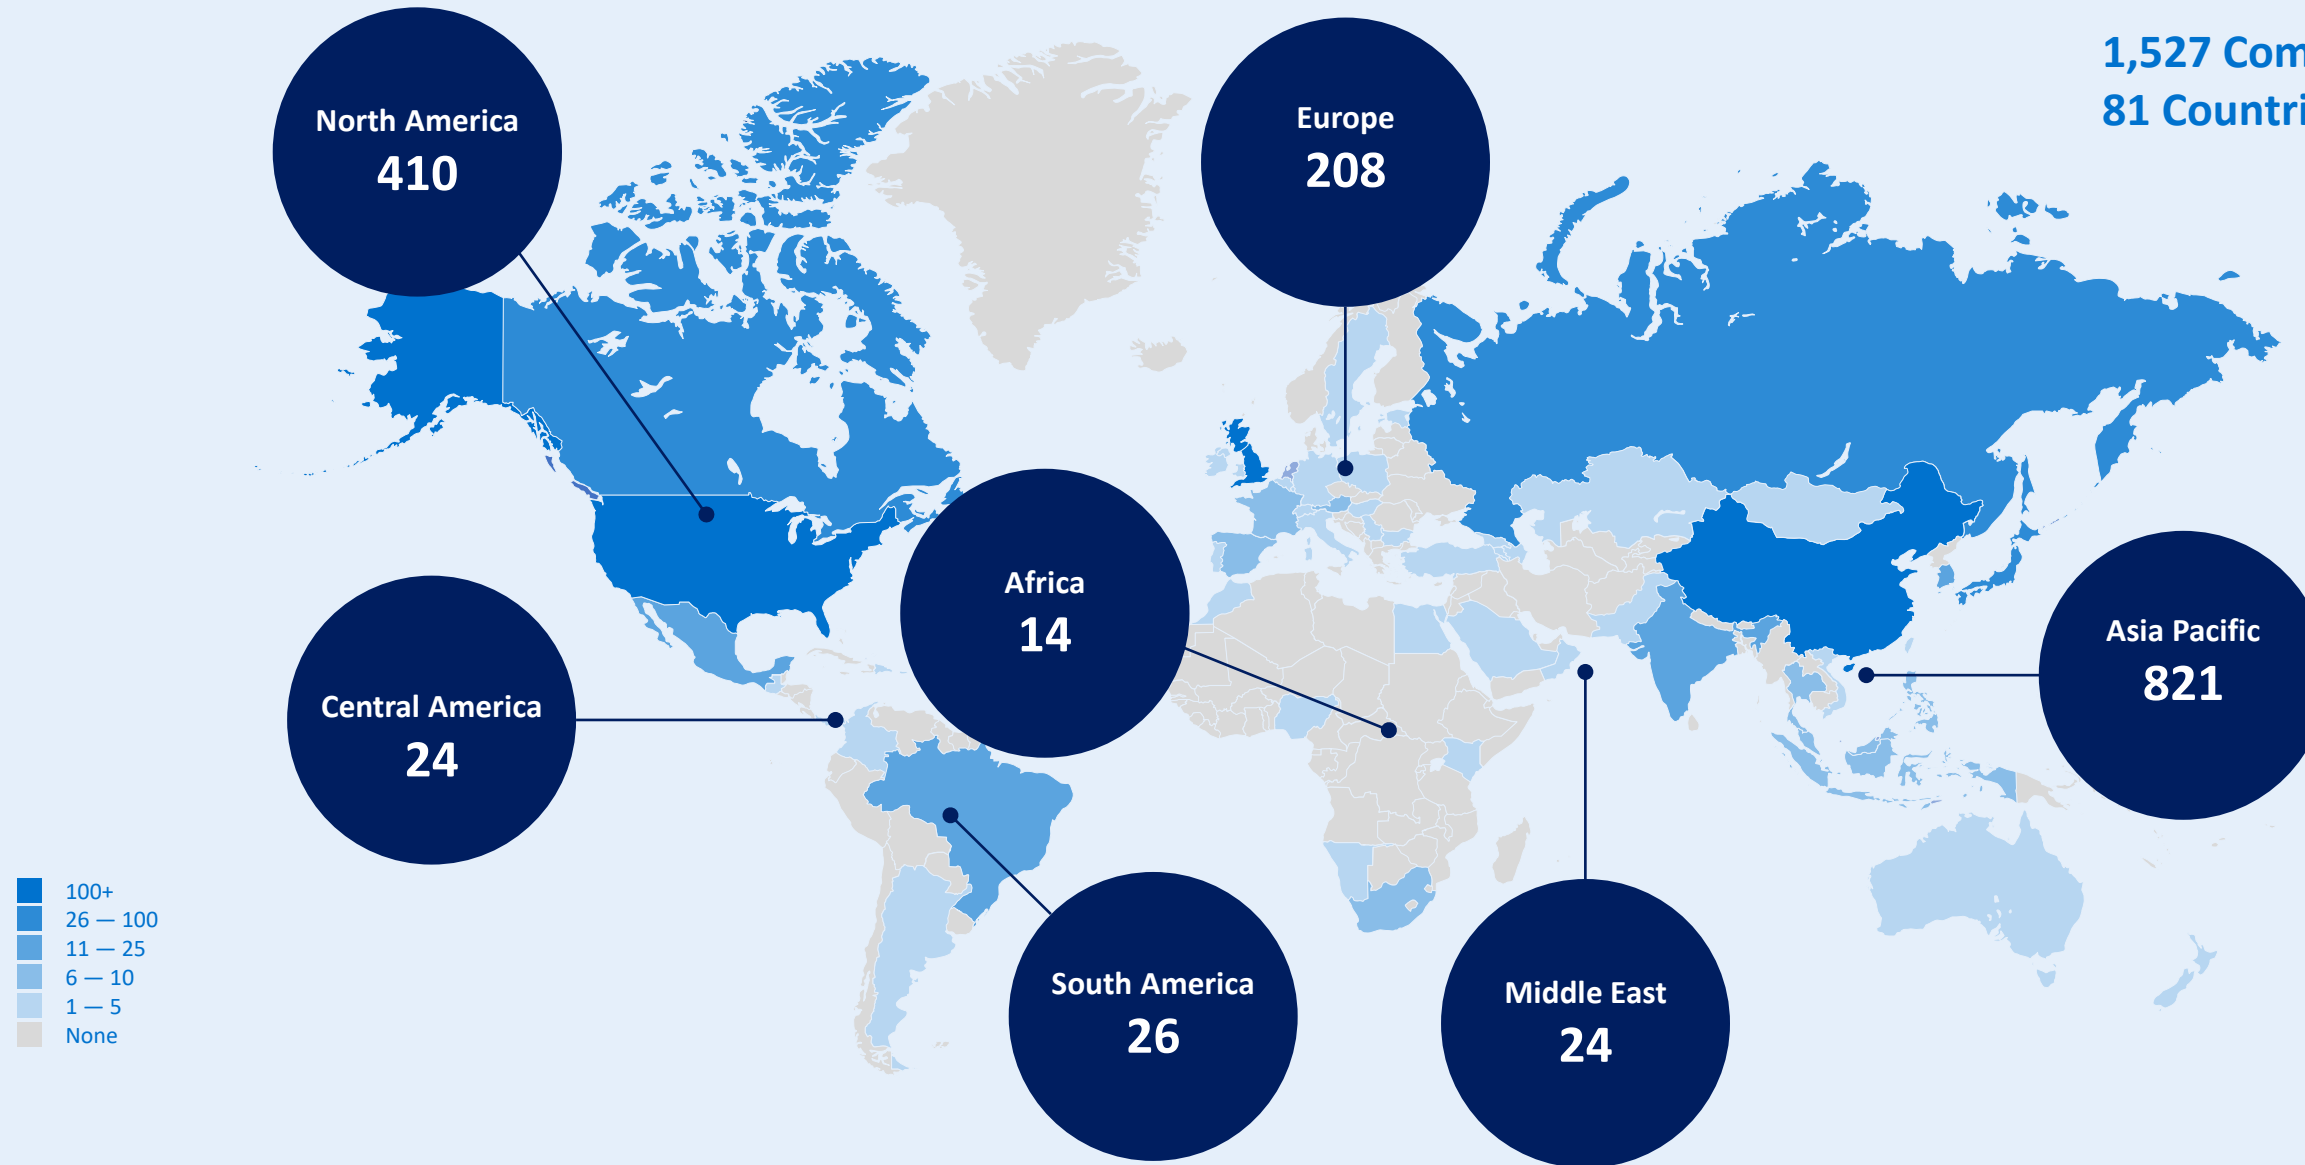 1,527
81
North America
410
Europe
208
Africa
14
Asia Pacific
821
Central America
24
South America
26
Middle East
24
100+
26 — 100
11 — 25
6 — 10
1 — 5
None